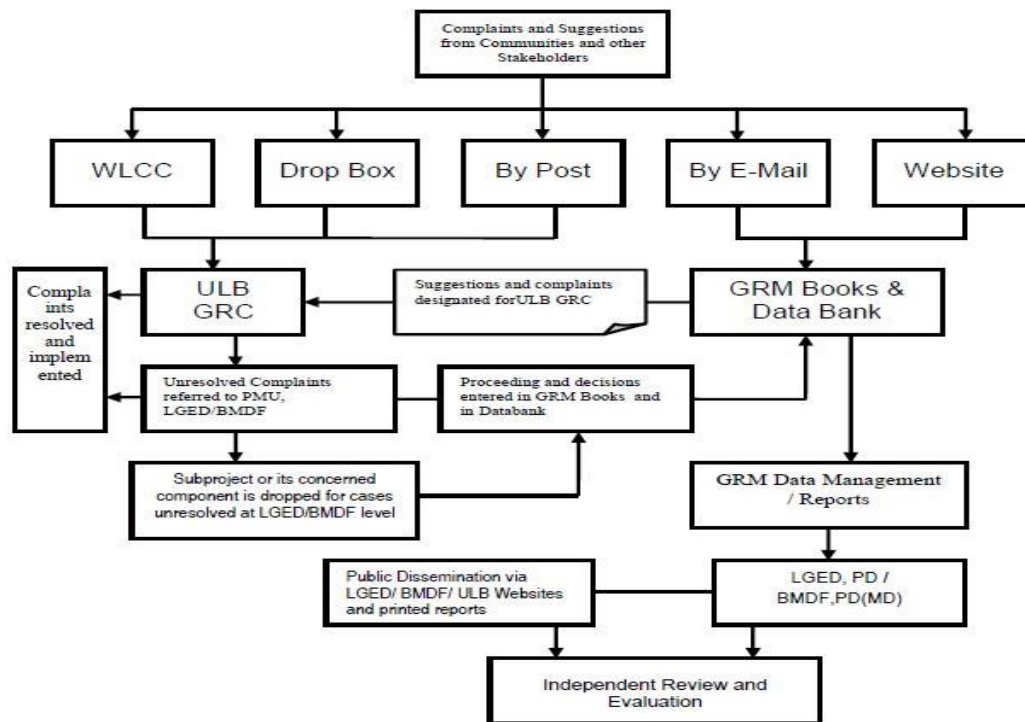 Complaints and Suggestions
from Communities and other
Stakeholders
WLCC
Drop Box
By Post
By E-Mail
Website
Compla
ints
resolved
and
implem
ented
ULB
GRC
Suggestions and complaints
designated forULB GRC
GRM Books &
Data Bank
Unresolved Complaints
referred to PMU,
LGED/BMDF
Proceeding and decisions
entered in GRM Books and
in Databank
Subproject or its concerned
component is dropped for cases
unresolved at LGED/BMDF level
GRM Data Management
/ Reports
Public Dissemination via
LGED/ BMDF/ ULB Websites
and printed reports
LGED, PD /
BMDF,PD(MD)
Independent Review and
Evaluation